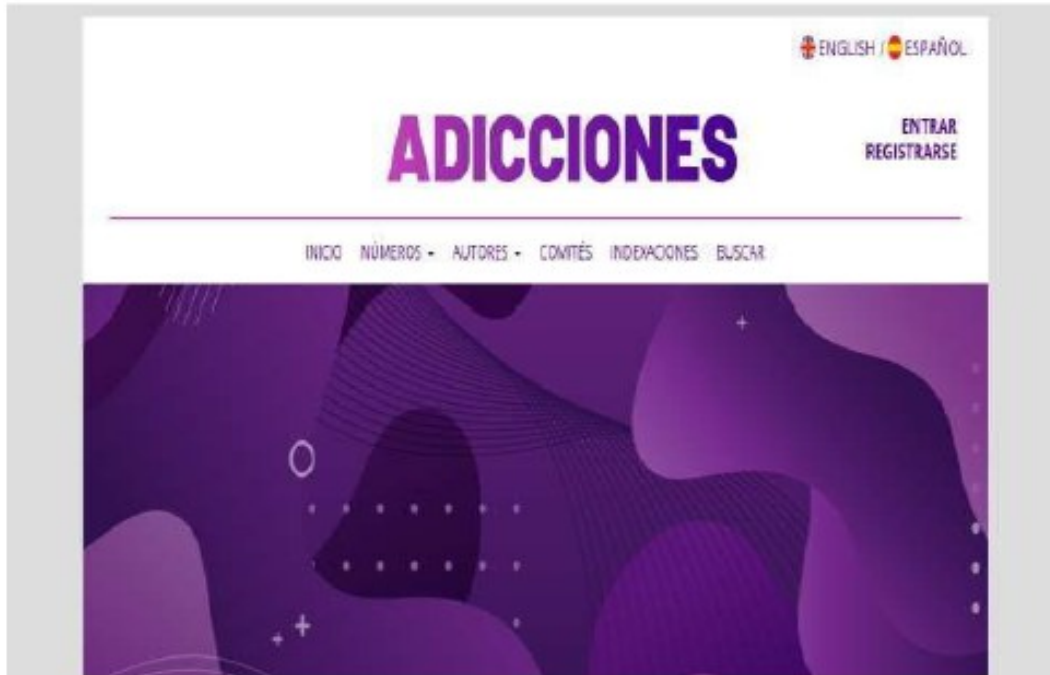 ENGLISH / ESPAÑOL
ADICCIONES
ENTRAR
REGISTRARSE
INICIO NÚMEROS AUTORES COMITÉS INDEXACIONES BUSCAR